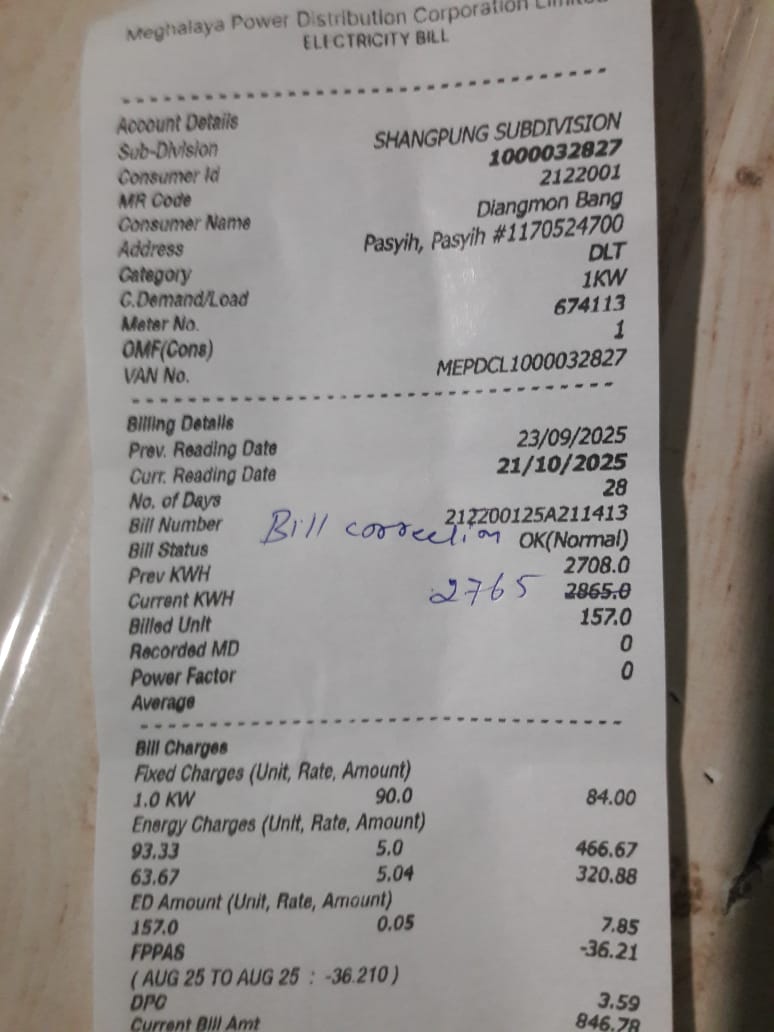 Meghalaya Power Distribution Corporation Limited
ELECTRICITY BILL
Account Details
Sub-Division SHANGPUNG SUBDIVISION
Consumer Id 1000032827
MR Code 2122001
Consumer Name Diangmon Bang
Address Pasyih, Pasyih #1170524700
Category DLT
C.Demand/Load 1KW
Meter No. 674113
OMF(Cons) 1
VAN No. MEPDCL1000032827
Billing Details
Prev. Reading Date 23/09/2025
Curr. Reading Date 21/10/2025
No. of Days 28
Bill Number 212200125A211413
Bill correction
Bill Status OK(Normal)
Prev KWH 2708.0
Current KWH 2765 2865.0
Billed Unit 157.0
Recorded MD 0
Power Factor 0
Average
Bill Charges
Fixed Charges (Unit, Rate, Amount)
1.0 KW 90.0 84.00
Energy Charges (Unit, Rate, Amount)
93.33 5.0 466.67
63.67 5.04 320.88
ED Amount (Unit, Rate, Amount)
157.0 0.05 7.85
FPPAS -36.21
( AUG 25 TO AUG 25 : -36.210 )
DPC 3.59
Current Bill Amt 846.78